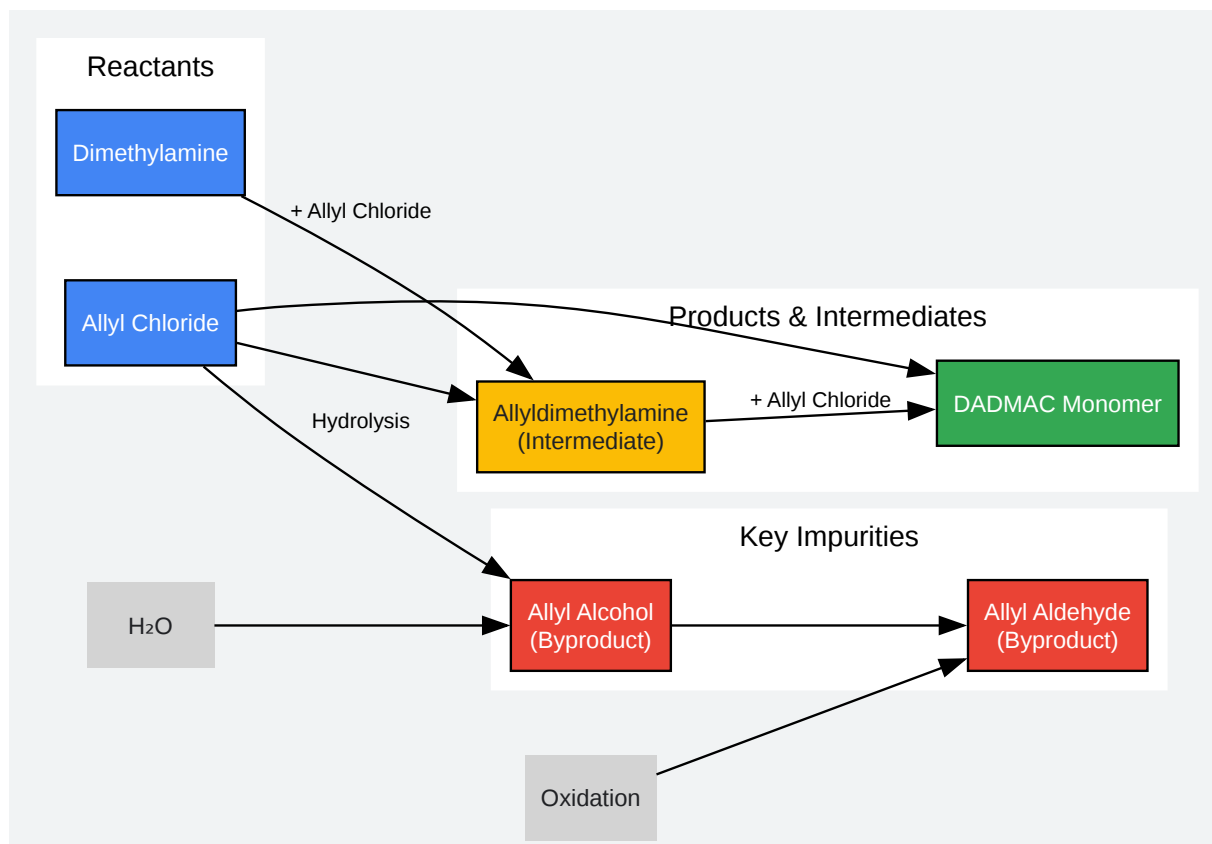 Reactants
Dimethylamine
+ Allyl Chloride
Allyl Chloride
Products & Intermediates
Hydrolysis
Allyldimethylamine
(Intermediate)
+ Allyl Chloride
DADMAC Monomer
Key Impurities
H₂O
Allyl Alcohol
(Byproduct)
Allyl Aldehyde
(Byproduct)
Oxidation